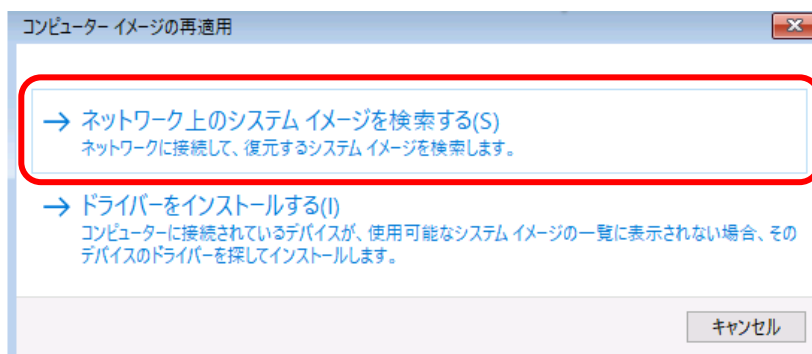 コンピューター イメージの再適用
→ ネットワーク上のシステム イメージを検索する(S)
ネットワークに接続して、復元するシステム イメージを検索します。
→ ドライバーをインストールする(I)
コンピューターに接続されているデバイスが、使用可能なシステム イメージの一覧に表示されない場合、その
デバイスのドライバーを探してインストールします。
キャンセル